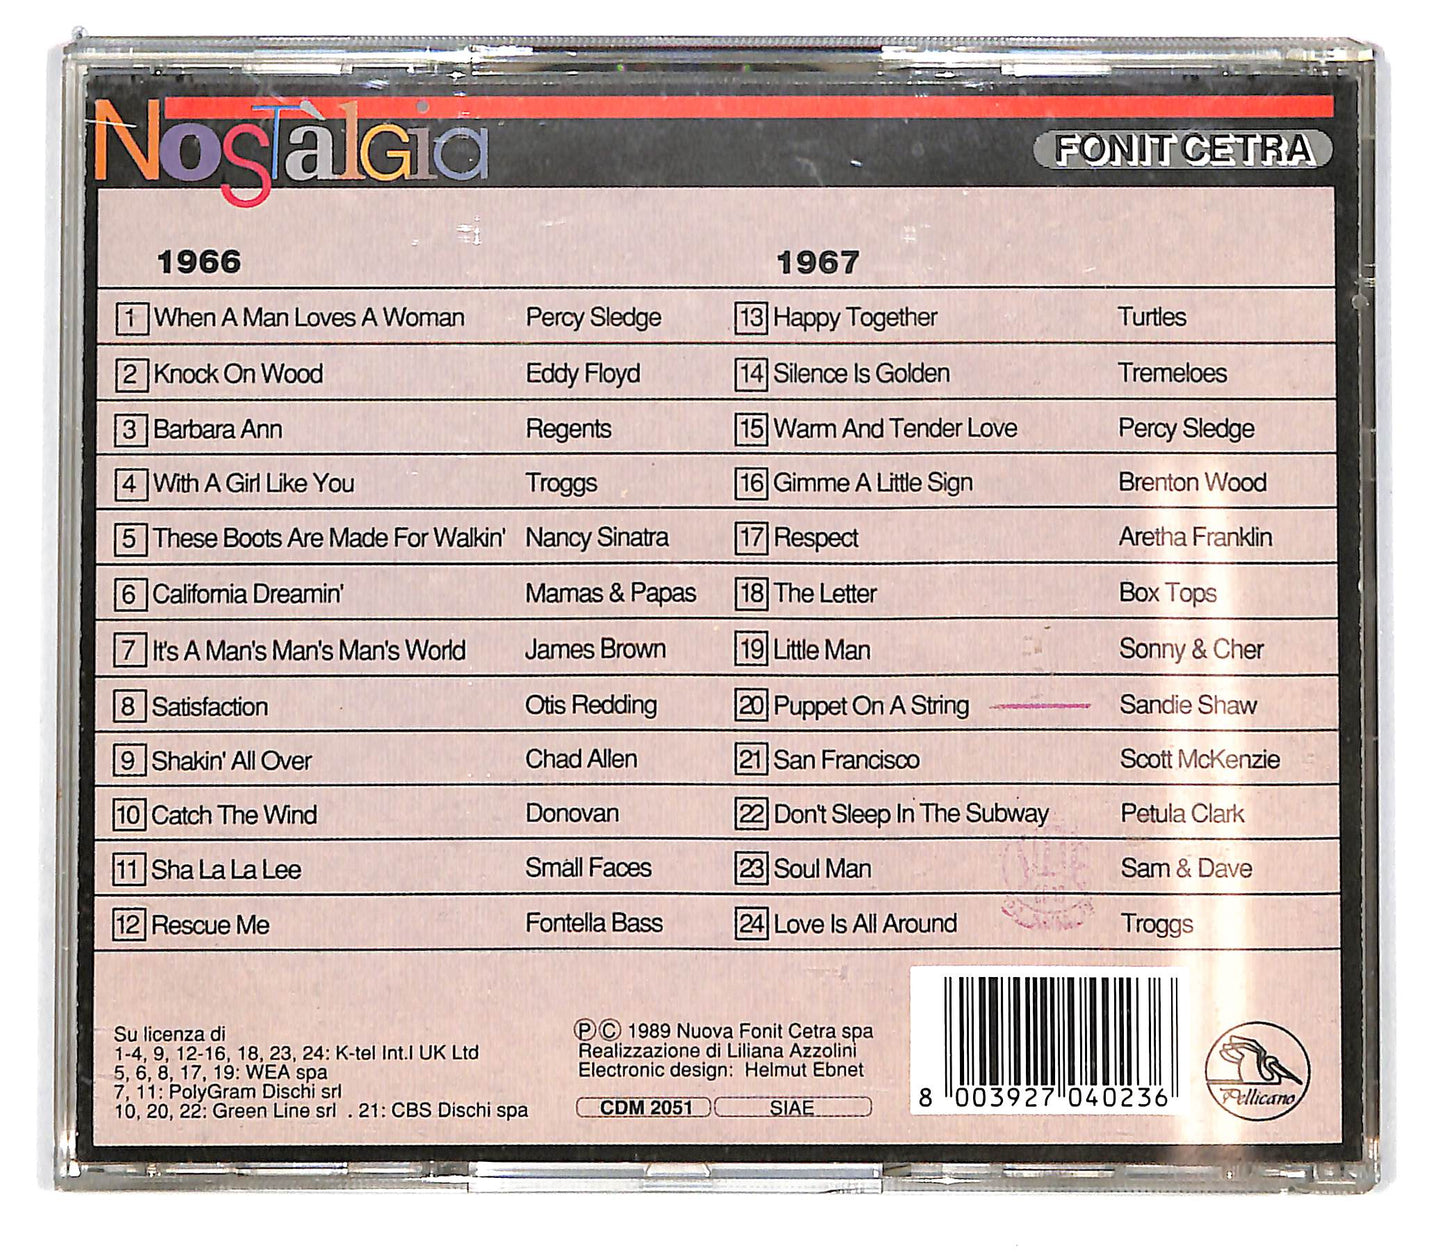 Nostàlgia
FONIT CETRA
1966
1 When A Man Loves A Woman Percy Sledge
2 Knock On Wood Eddy Floyd
3 Barbara Ann Regents
4 With A Girl Like You Troggs
5 These Boots Are Made For Walkin' Nancy Sinatra
6 California Dreamin' Mamas & Papas
7 It's A Man's Man's Man's World James Brown
8 Satisfaction Otis Redding
9 Shakin' All Over Chad Allen
10 Catch The Wind Donovan
11 Sha La La Lee Small Faces
12 Rescue Me Fontella Bass
1967
13 Happy Together Turtles
14 Silence Is Golden Tremeloes
15 Warm And Tender Love Percy Sledge
16 Gimme A Little Sign Brenton Wood
17 Respect Aretha Franklin
18 The Letter Box Tops
19 Little Man Sonny & Cher
20 Puppet On A String Sandie Shaw
21 San Francisco Scott McKenzie
22 Don't Sleep In The Subway Petula Clark
23 Soul Man Sam & Dave
24 Love Is All Around Troggs
Su licenza di
1-4, 9, 12-16, 18, 23, 24: K-tel Int.l UK Ltd
5, 6, 8, 17, 19: WEA spa
7, 11: PolyGram Dischi srl
10, 20, 22: Green Line srl . 21: CBS Dischi spa
Ⓟ© 1989 Nuova Fonit Cetra spa
Realizzazione di Liliana Azzolini
Electronic design: Helmut Ebnet
CDM 2051 SIAE
8 003927 040236
Pellicano